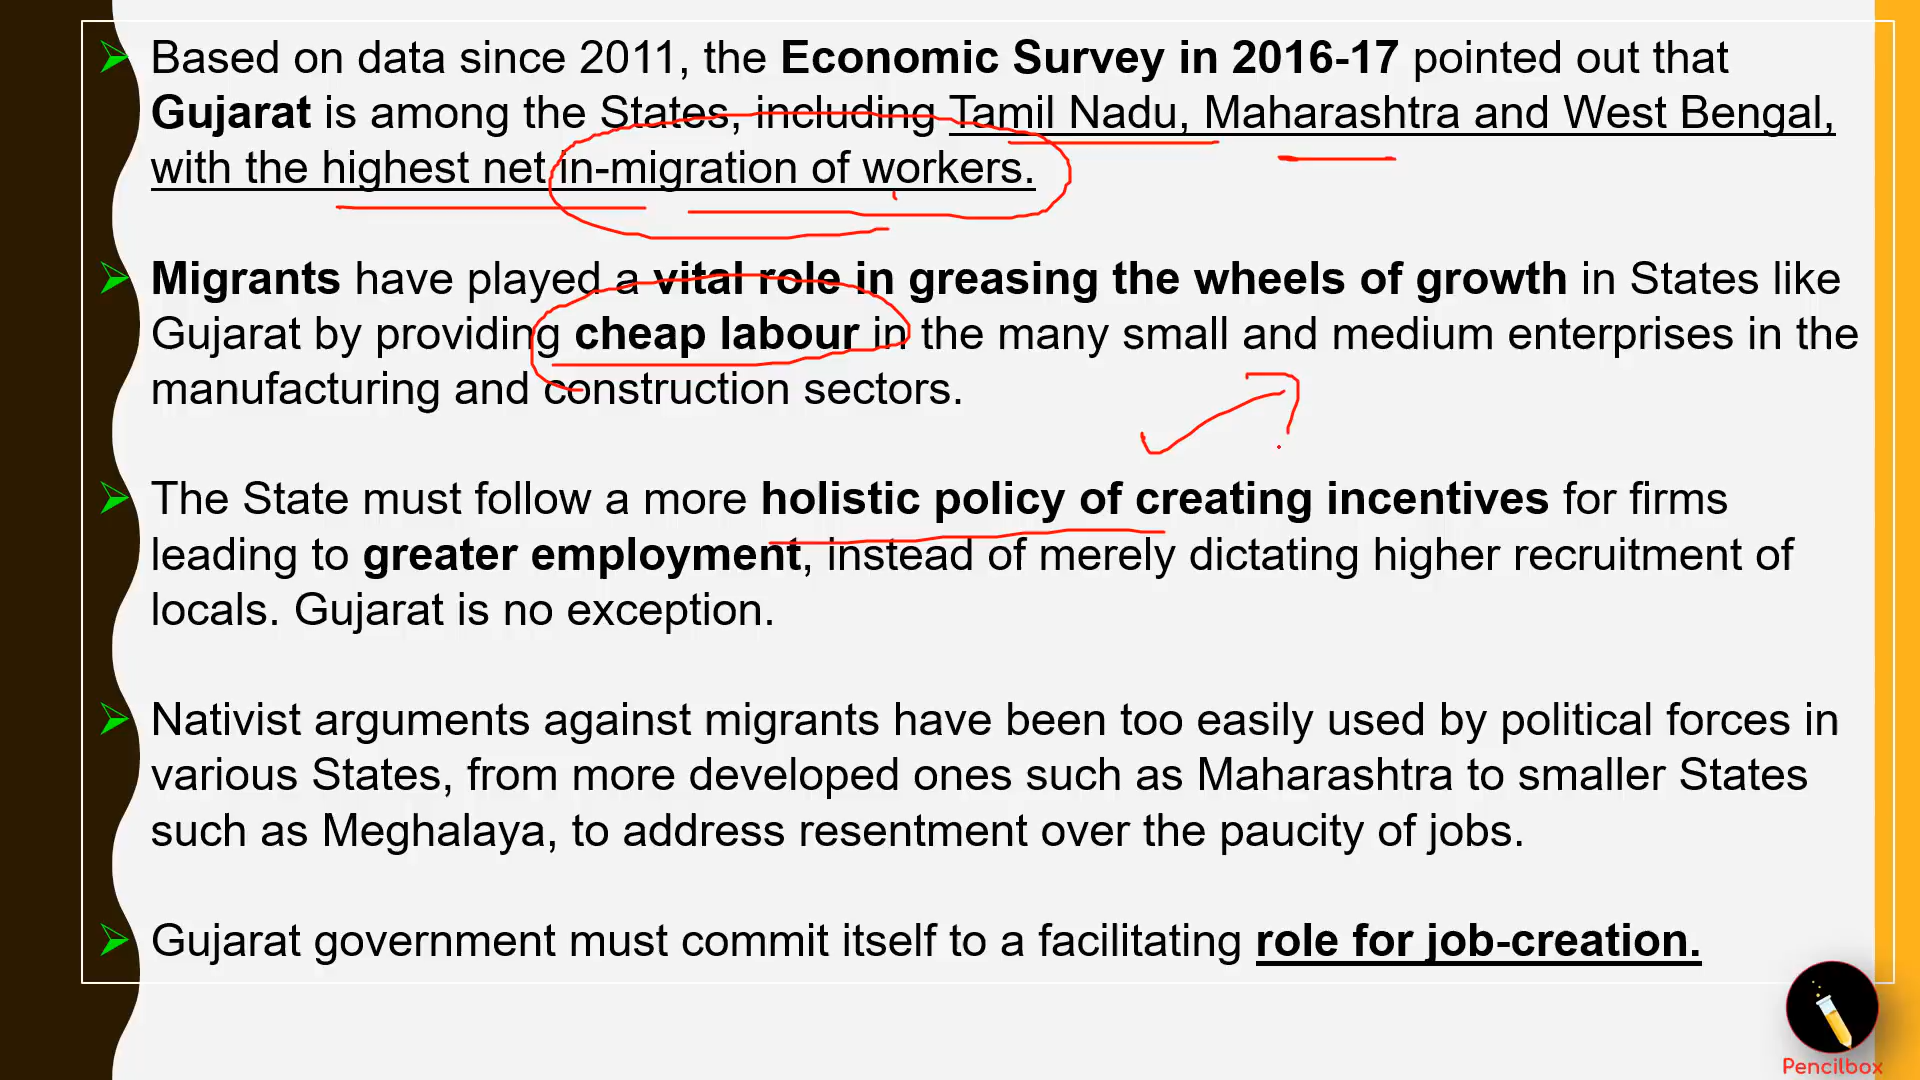 Based on data since 2011, the Economic Survey in 2016-17 pointed out that
Gujarat is among the States, including Tamil Nadu, Maharashtra and West Bengal,
with the highest net in-migration of workers.
Migrants have played a vital role in greasing the wheels of growth in States like
Gujarat by providing cheap labour in the many small and medium enterprises in the
manufacturing and construction sectors.
The State must follow a more holistic policy of creating incentives for firms
leading to greater employment, instead of merely dictating higher recruitment of
locals. Gujarat is no exception.
Nativist arguments against migrants have been too easily used by political forces in
various States, from more developed ones such as Maharashtra to smaller States
such as Meghalaya, to address resentment over the paucity of jobs.
Gujarat government must commit itself to a facilitating role for job-creation.
Pencilbox